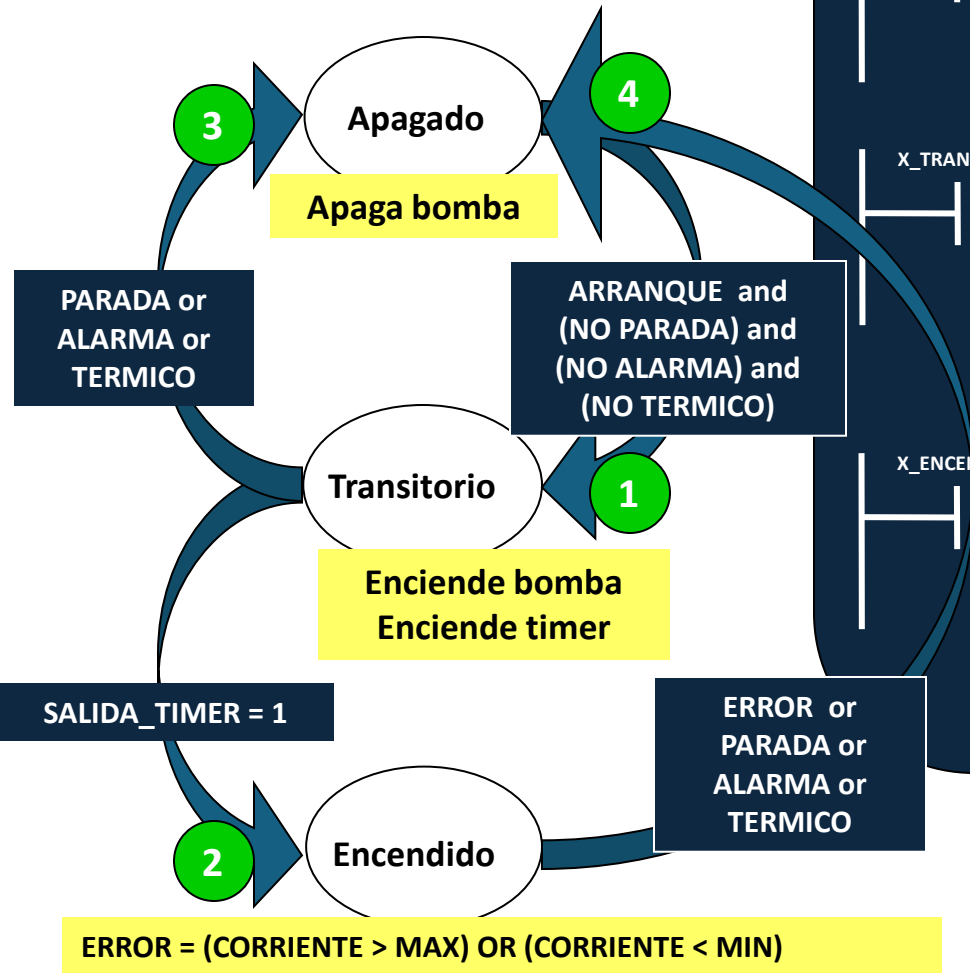 3
4
Apagado
Apaga bomba
X_TRAN
PARADA or
ALARMA or
TERMICO
ARRANQUE and
(NO PARADA) and
(NO ALARMA) and
(NO TERMICO)
X_ENCE
Transitorio
1
Enciende bomba
Enciende timer
SALIDA_TIMER = 1
ERROR or
PARADA or
ALARMA or
TERMICO
2
Encendido
ERROR = (CORRIENTE > MAX) OR (CORRIENTE < MIN)